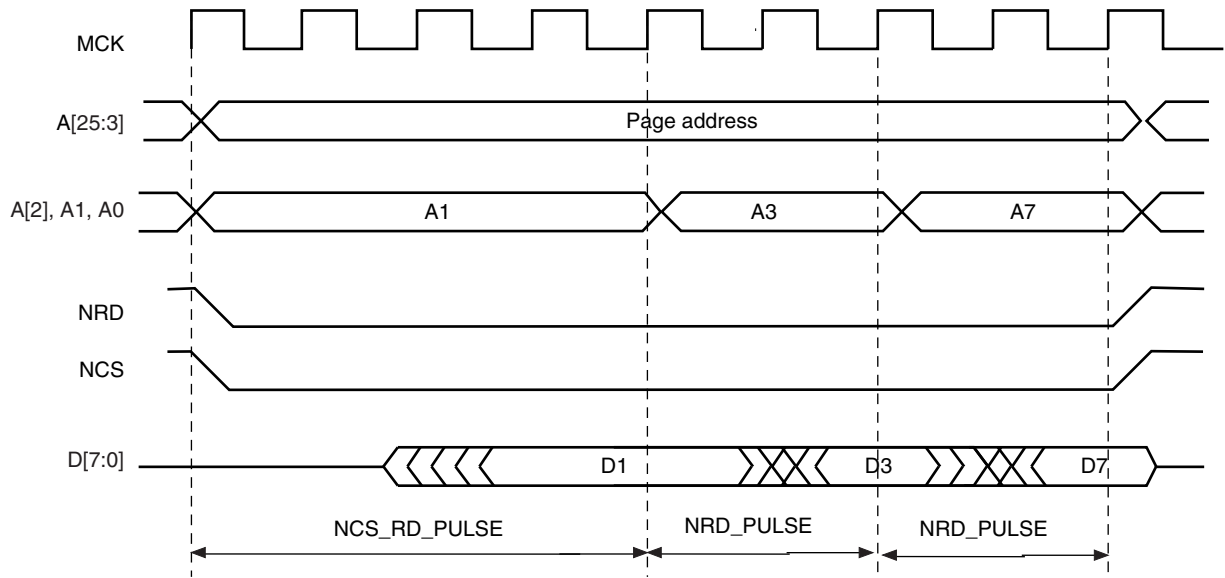 MCK
A[25:3]
Page address
A[2], A1, A0
A1
A3
A7
NRD
NCS
D[7:0]
D1
D3
D7
NCS_RD_PULSE
NRD_PULSE
NRD_PULSE